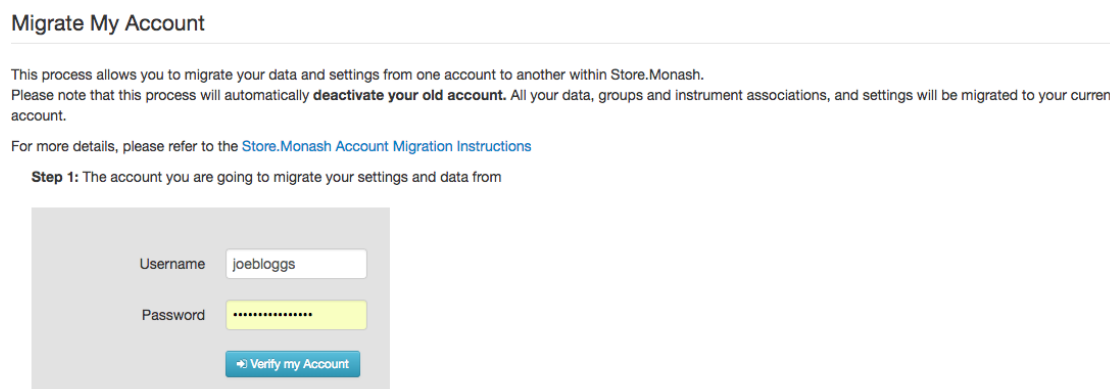 Migrate My Account
This process allows you to migrate your data and settings from one account to another within Store.Monash.
Please note that this process will automatically deactivate your old account. All your data, groups and instrument associations, and settings will be migrated to your curren
account.
For more details, please refer to the Store.Monash Account Migration Instructions
Step 1: The account you are going to migrate your settings and data from
Username joebloggs
Password ••••••••••••••••
Verify my Account